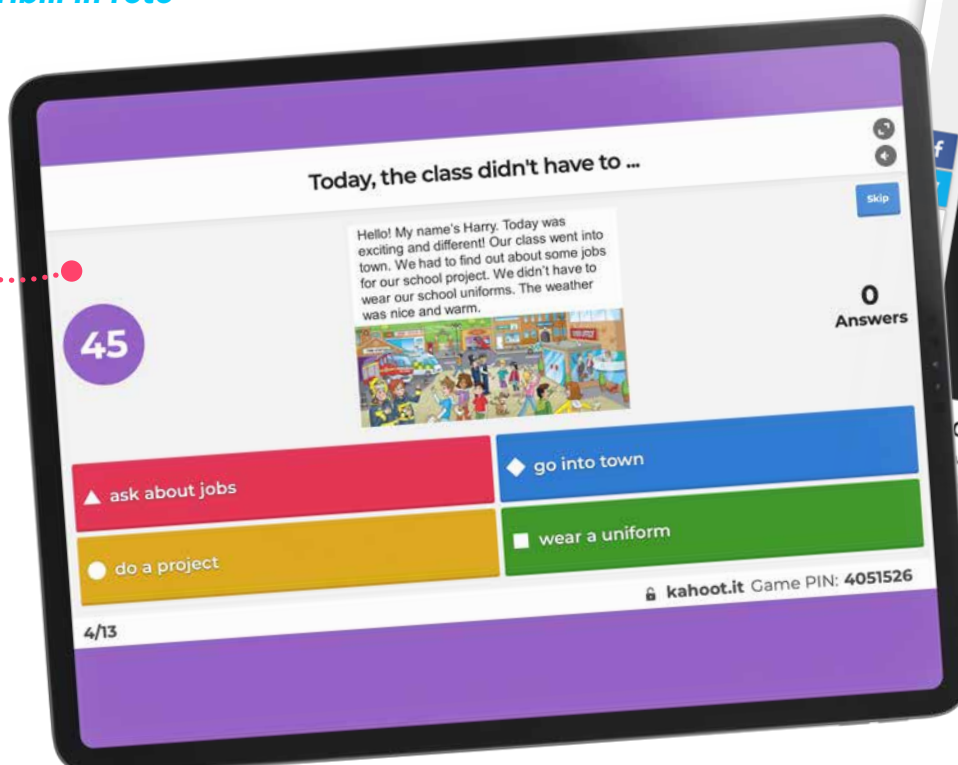 in rete
Today, the class didn't have to ...
Skip
Hello! My name's Harry. Today was
exciting and different! Our class went into
town. We had to find out about some jobs
for our school project. We didn't have to
wear our school uniforms. The weather
was nice and warm.
45
0
Answers
ask about jobs
go into town
do a project
wear a uniform
4/13
kahoot.it Game PIN: 4051526